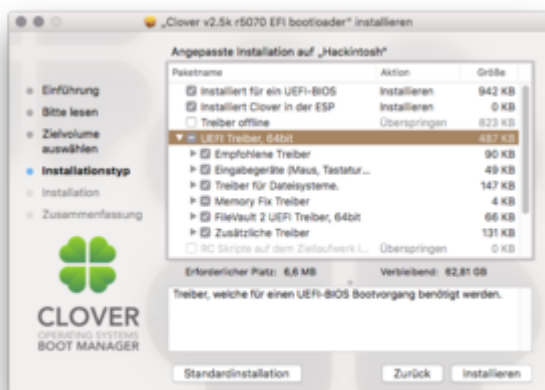 „Clover v2.5k r5070 EFI bootloader“ installieren
Angepasste Installation auf „Hackintosh“
Paketname Aktion Größe
Installiert für ein UEFI-BIOS Installieren 942 KB
Installiert Clover in der ESP Installieren 0 KB
Treiber offline Überspringen 823 KB
UEFI Treiber, 64bit 487 KB
Empfohlene Treiber 90 KB
Eingabegeräte (Maus, Tastatur... 49 KB
Treiber für Dateisysteme. 147 KB
Memory Fix Treiber 4 KB
FileVault 2 UEFI Treiber, 64bit 66 KB
Zusätzliche Treiber 131 KB
RC Skripte auf dem Ziellaufwerk i... Überspringen 0 KB
Erforderlicher Platz: 6,6 MB Verbleibend: 62,81 GB
Treiber, welche für einen UEFI-BIOS Bootvorgang benötigt werden.
Einführung
Bitte lesen
Zielvolume
auswählen
Installationstyp
Installation
Zusammenfassung
CLOVER
OPERATING SYSTEMS
BOOT MANAGER
Standardinstallation
Zurück
Installieren